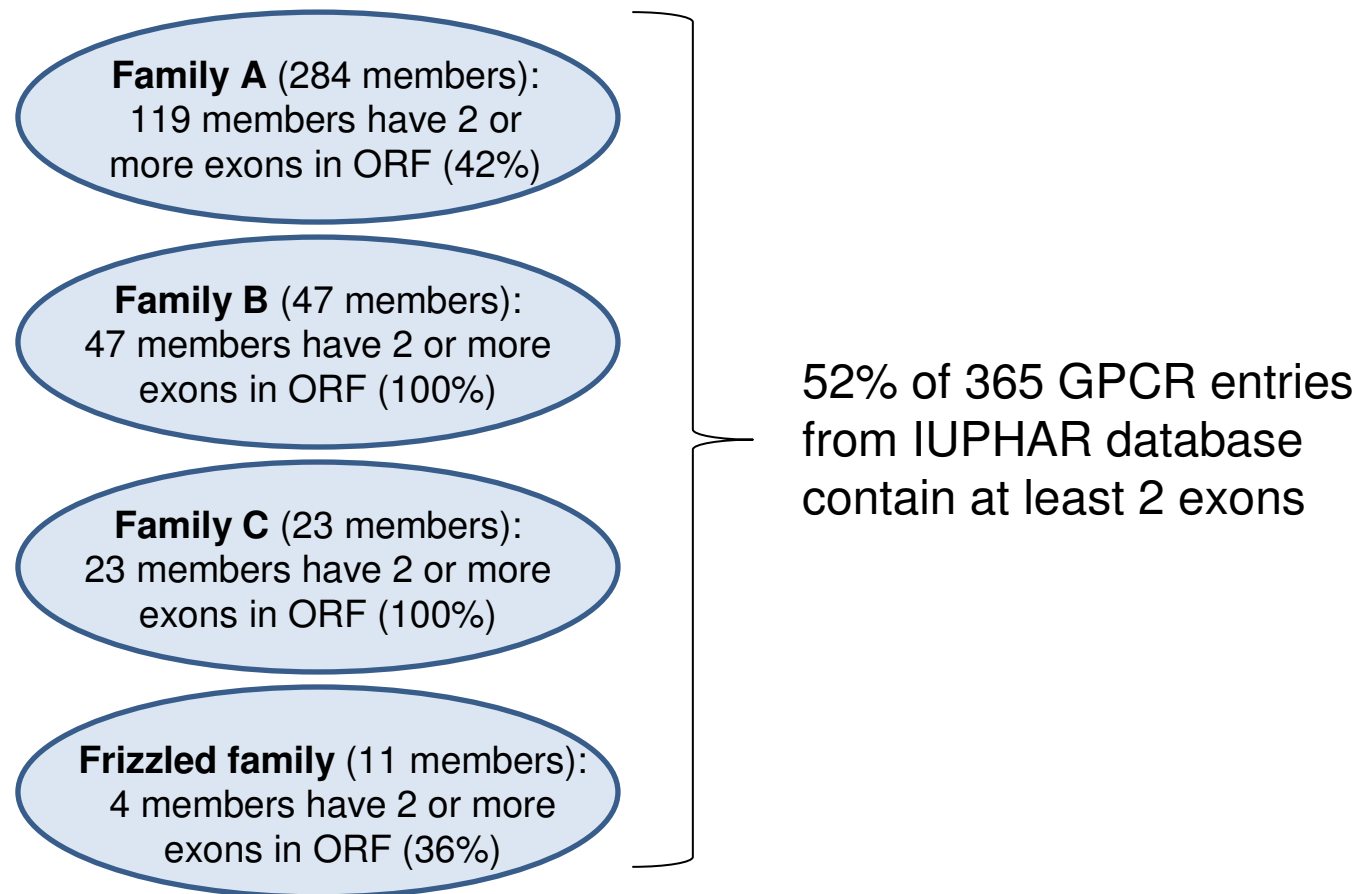 Family A (284 members):
119 members have 2 or
more exons in ORF (42%)
Family B (47 members):
47 members have 2 or more
exons in ORF (100%)
Family C (23 members):
23 members have 2 or more
exons in ORF (100%)
Frizzled family (11 members):
4 members have 2 or more
exons in ORF (36%)
52% of 365 GPCR entries
from IUPHAR database
contain at least 2 exons